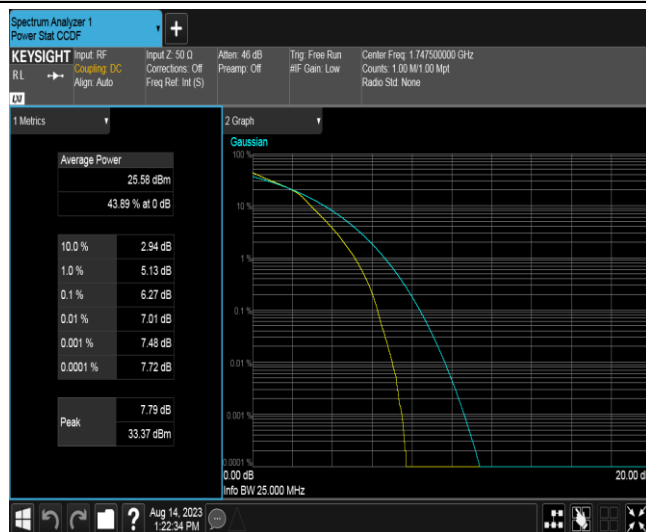 Spectrum Analyzer 1
Power Stat CCDF
KEYSIGHT
RL
LXI
Input: RF
Coupling: DC
Align: Auto
Input Z: 50 Ω
Corrections: Off
Freq Ref: Int (S)
Atten: 46 dB
Preamp: Off
Trig: Free Run
#IF Gain: Low
Center Freq: 1.747500000 GHz
Counts: 1.00 M/1.00 Mpt
Radio Std: None
1 Metrics
Average Power
25.58 dBm
43.89 % at 0 dB
10.0 % 2.94 dB
1.0 % 5.13 dB
0.1 % 6.27 dB
0.01 % 7.01 dB
0.001 % 7.48 dB
0.0001 % 7.72 dB
Peak 7.79 dB
33.37 dBm
2 Graph
Gaussian
100 %
10 %
1 %
0.1 %
0.01 %
0.001 %
0.0001 %
0.00 dB 20.00 d
Info BW 25.000 MHz
Aug 14, 2023
1:22:34 PM